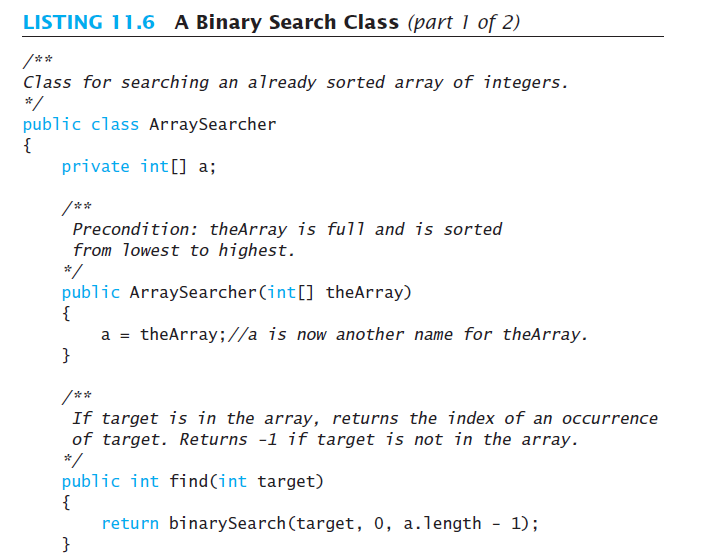 LISTING 11.6 A Binary Search Class (part 1 of 2)
/**
Class for searching an already sorted array of integers.
*/
public class ArraySearcher
{
private int[] a;
/**
Precondition: theArray is full and is sorted
from lowest to highest.
*/
public ArraySearcher(int[] theArray)
{
a = theArray;//a is now another name for theArray.
}
/**
If target is in the array, returns the index of an occurrence
of target. Returns -1 if target is not in the array.
*/
public int find(int target)
{
return binarySearch(target, 0, a.length - 1);
}